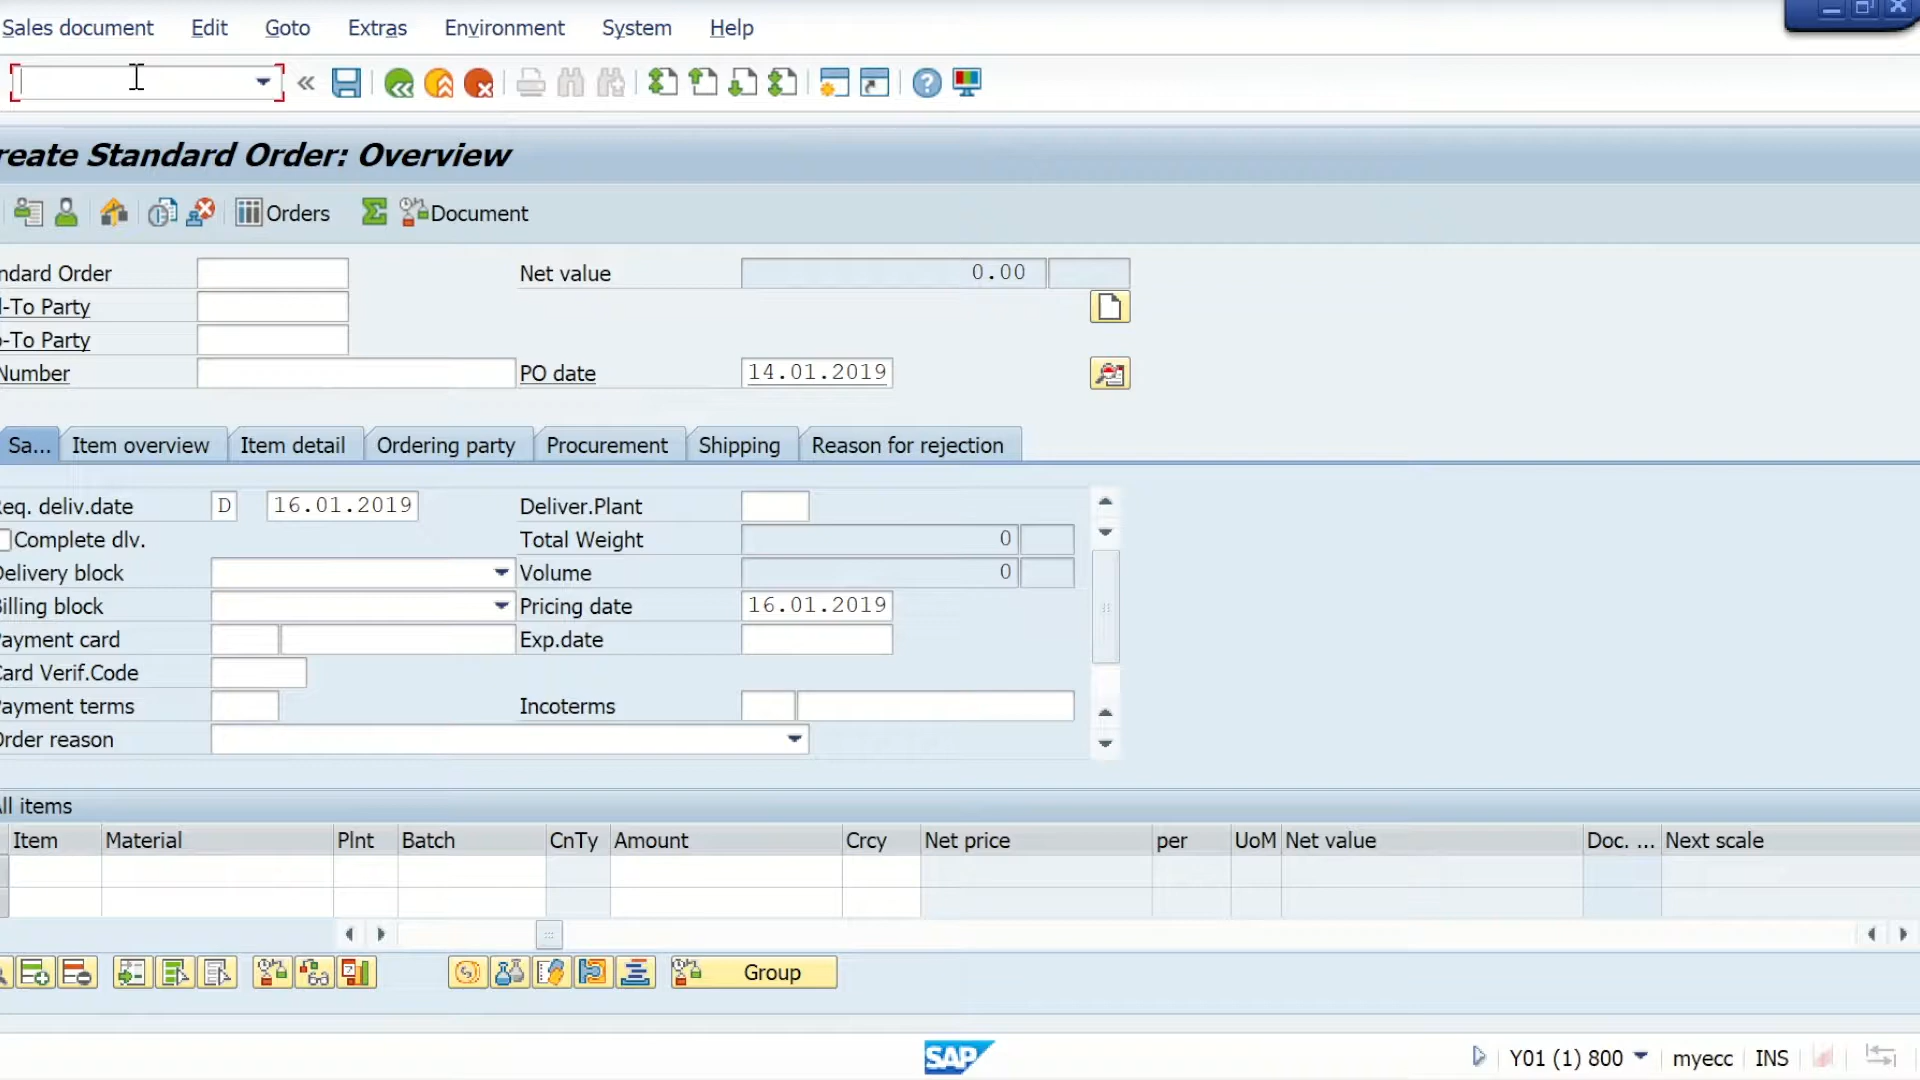 Sales document Edit Goto Extras Environment System Help
reate Standard Order: Overview
Orders Document
ndard Order Net value 0.00
l-To Party
-To Party
Number PO date 14.01.2019
Sa... Item overview Item detail Ordering party Procurement Shipping Reason for rejection
eq. deliv.date D 16.01.2019 Deliver.Plant
Complete dlv. Total Weight 0
Delivery block Volume 0
illing block Pricing date 16.01.2019
ayment card Exp.date
ard Verif.Code
ayment terms Incoterms
Order reason
ll items
Item Material Plnt Batch CnTy Amount Crcy Net price per UoM Net value Doc. ... Next scale
Group
SAP Y01 (1) 800 myecc INS